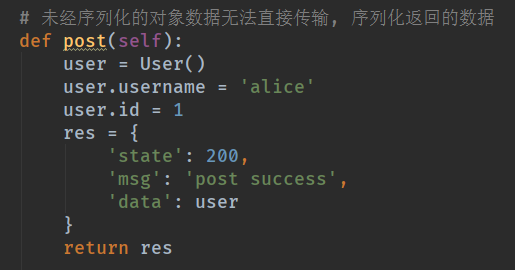 # 未经序列化的对象数据无法直接传输, 序列化返回的数据
def post(self):
    user = User()
    user.username = 'alice'
    user.id = 1
    res = {
        'state': 200,
        'msg': 'post success',
        'data': user
    }
    return res